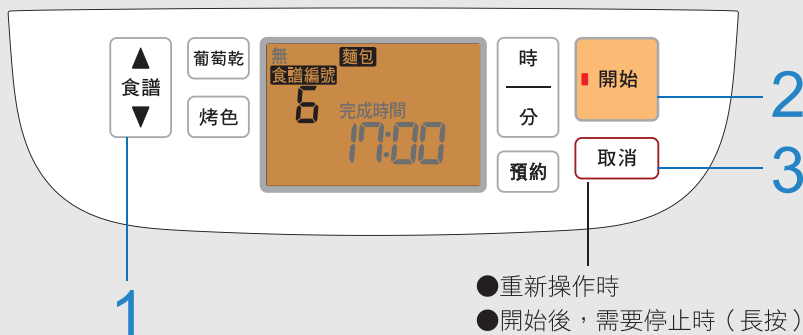 ▲
食譜
▼
葡萄乾
烤色
無 麵包
食譜編號
6
完成時間
17:00
時
分
預約
開始
取消
1
2
3
●重新操作時
●開始後,需要停止時(長按)